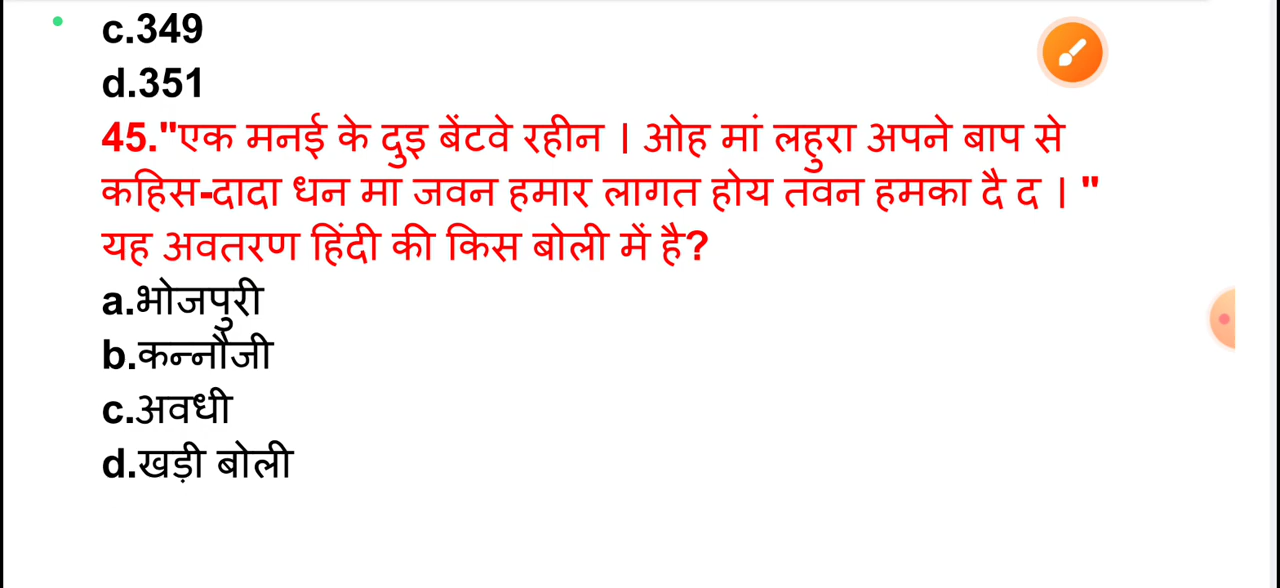 c.349
d.351
45."एक मनई के दुइ बेंटवे रहीन । ओह मां लहुरा अपने बाप से
कहिस-दादा धन मा जवन हमार लागत होय तवन हमका दै द । "
यह अवतरण हिंदी की किस बोली में है?
a.भोजपुरी
b.कन्नौजी
c.अवधी
d.खड़ी बोली